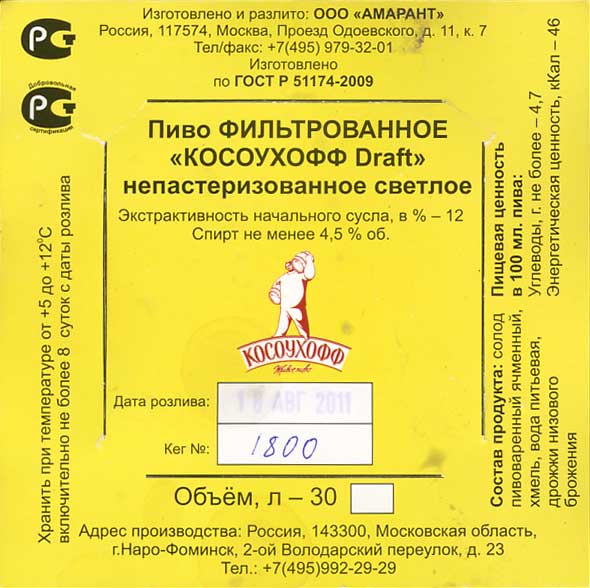 Изготовлено и разлито: ООО «АМАРАНТ»
Россия, 117574, Москва, Проезд Одоевского, д. 11, к. 7
Тел/факс: +7(495) 979-32-01
Изготовлено
по ГОСТ Р 51174-2009
Добровольная
сертификация
Пиво ФИЛЬТРОВАННОЕ
«КОСОУХОФФ Draft»
непастеризованное светлое
Экстрактивность начального сусла, в % – 12
Спирт не менее 4,5 % об.
КОСОУХОФФ
Живое пиво
Дата розлива: 18 АВГ 2011
Кег №: 1800
Объём, л – 30
Хранить при температуре от +5 до +12°С
включительно не более 8 суток с даты розлива
Пищевая ценность
в 100 мл. пива:
Углеводы, г. не более – 4,7
Энергетическая ценность, кКал – 46
Состав продукта: солод
пивоваренный ячменный,
хмель, вода питьевая,
дрожжи низового
брожения
Адрес производства: Россия, 143300, Московская область,
г.Наро-Фоминск, 2-ой Володарский переулок, д. 23
Тел.: +7(495)992-29-29